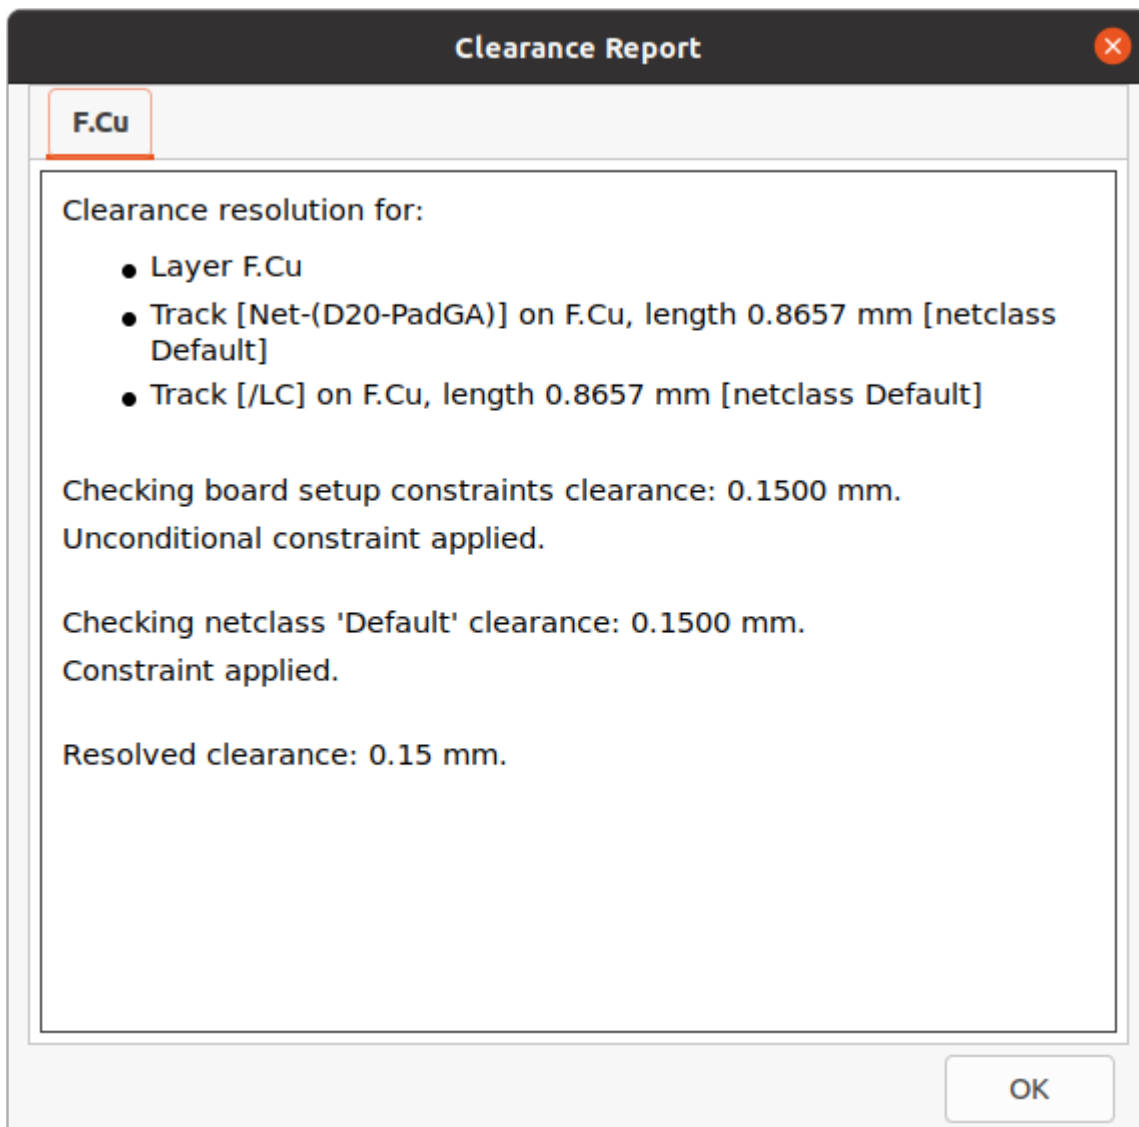 Clearance Report
F.Cu
Clearance resolution for:
● Layer F.Cu
● Track [Net-(D20-PadGA)] on F.Cu, length 0.8657 mm [netclass
Default]
● Track [/LC] on F.Cu, length 0.8657 mm [netclass Default]
Checking board setup constraints clearance: 0.1500 mm.
Unconditional constraint applied.
Checking netclass 'Default' clearance: 0.1500 mm.
Constraint applied.
Resolved clearance: 0.15 mm.
OK